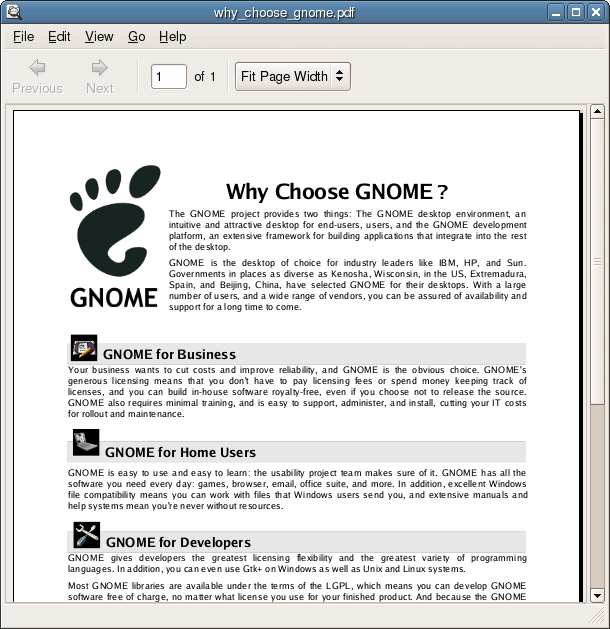 why_choose_gnome.pdf
File Edit View Go Help
Previous Next 1 of 1 Fit Page Width
Why Choose GNOME ?
The GNOME project provides two things: The GNOME desktop environment, an
intuitive and attractive desktop for end-users, users, and the GNOME development
platform, an extensive framework for building applications that integrate into the rest
of the desktop.
GNOME is the desktop of choice for industry leaders like IBM, HP, and Sun.
Governments in places as diverse as Kenosha, Wisconsin, in the US, Extremadura,
Spain, and Beijing, China, have selected GNOME for their desktops. With a large
number of users, and a wide range of vendors, you can be assured of availability and
support for a long time to come.
GNOME
GNOME for Business
Your business wants to cut costs and improve reliability, and GNOME is the obvious choice. GNOME's
generous licensing means that you don't have to pay licensing fees or spend money keeping track of
licenses, and you can build in-house software royalty-free, even if you choose not to release the source.
GNOME also requires minimal training, and is easy to support, administer, and install, cutting your IT costs
for rollout and maintenance.
GNOME for Home Users
GNOME is easy to use and easy to learn: the usability project team makes sure of it. GNOME has all the
software you need every day: games, browser, email, office suite, and more. In addition, excellent Windows
file compatibility means you can work with files that Windows users send you, and extensive manuals and
help systems mean you're never without resources.
GNOME for Developers
GNOME gives developers the greatest licensing flexibility and the greatest variety of programming
languages. In addition, you can even use Gtk+ on Windows as well as Unix and Linux systems.
Most GNOME libraries are available under the terms of the LGPL, which means you can develop GNOME
software free of charge, no matter what license you use for your finished product. And because the GNOME